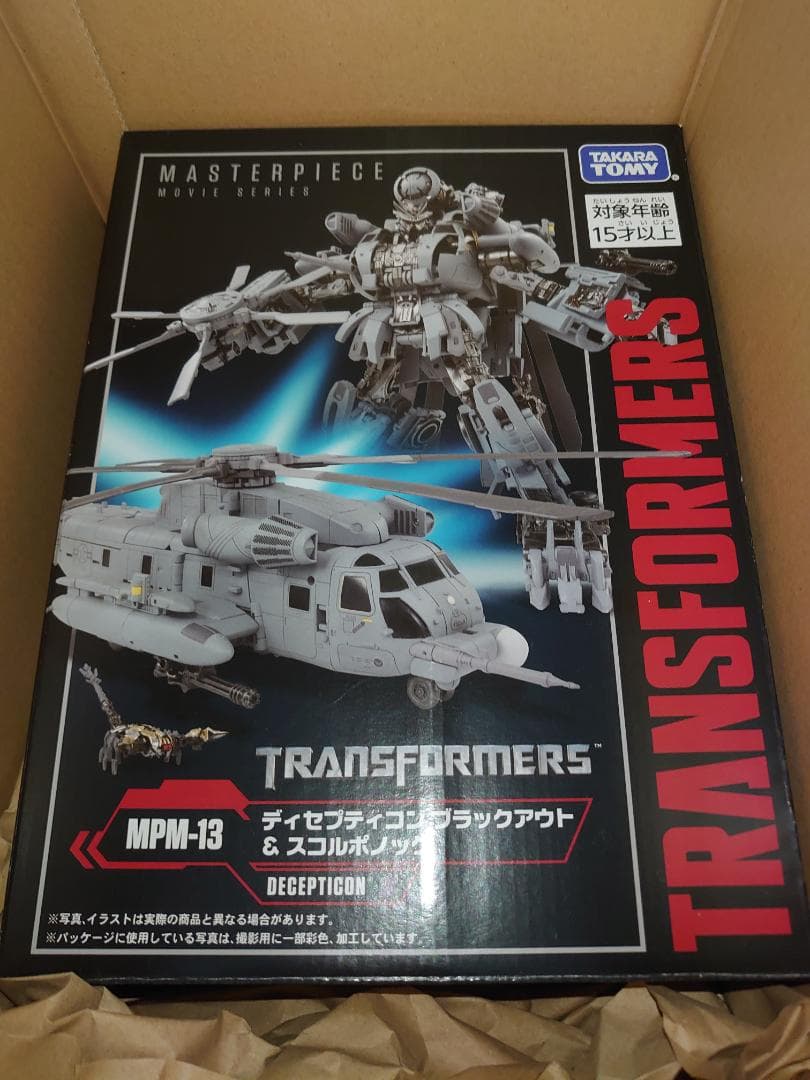 MASTERPIECE
MOVIE SERIES
TAKARA
TOMY
たいしょうねんれい
対象年齢
さいいじょう
15才以上
TRANSFORMERS
TRANSFORMERS™
MPM-13
ディセプティコン ブラックアウト
& スコルポノック
DECEPTICON
※写真、イラストは実際の商品と異なる場合があります。
※パッケージに使用している写真は、撮影用に一部彩色、加工しています。